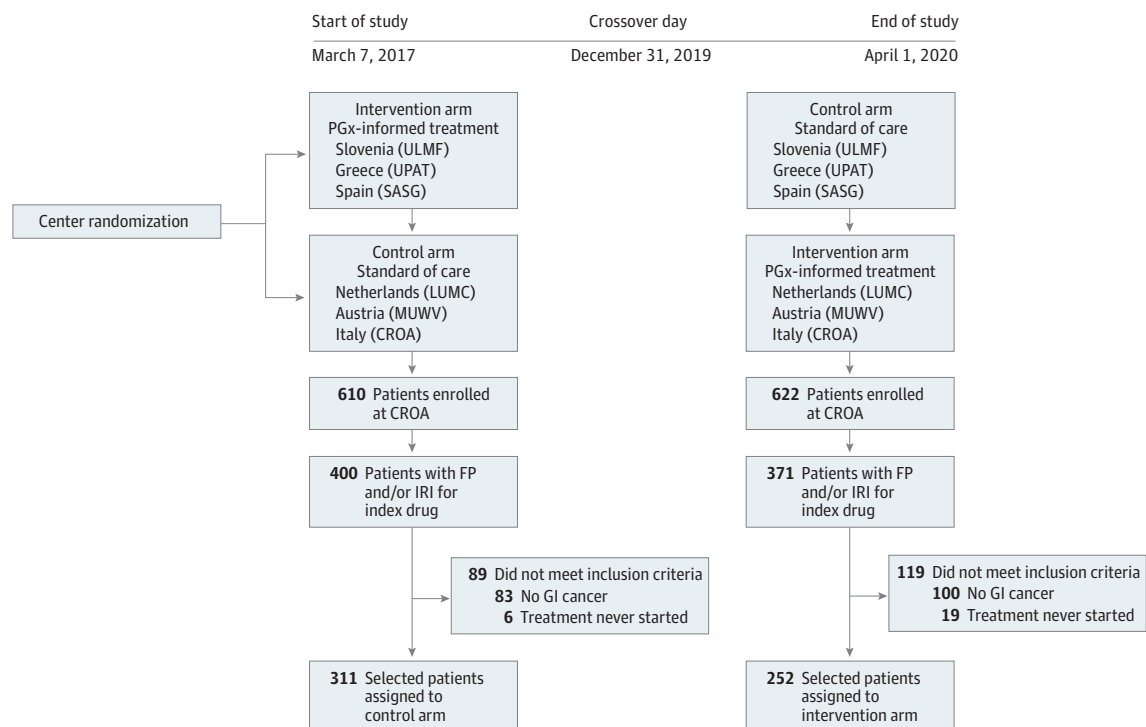 Start of study
Crossover day
End of study
March 7, 2017
December 31, 2019
April 1, 2020
Intervention arm
PGx-informed treatment
Slovenia (ULMF)
Greece (UPAT)
Spain (SASG)
Control arm
Standard of care
Slovenia (ULMF)
Greece (UPAT)
Spain (SASG)
Center randomization
Control arm
Standard of care
Netherlands (LUMC)
Austria (MUWV)
Italy (CROA)
Intervention arm
PGx-informed treatment
Netherlands (LUMC)
Austria (MUWV)
Italy (CROA)
610 Patients enrolled
at CROA
622 Patients enrolled
at CROA
400 Patients with FP
and/or IRI for
index drug
371 Patients with FP
and/or IRI for
index drug
89 Did not meet inclusion criteria
83 No GI cancer
6 Treatment never started
119 Did not meet inclusion criteria
100 No GI cancer
19 Treatment never started
311 Selected patients
assigned to
control arm
252 Selected patients
assigned to
intervention arm